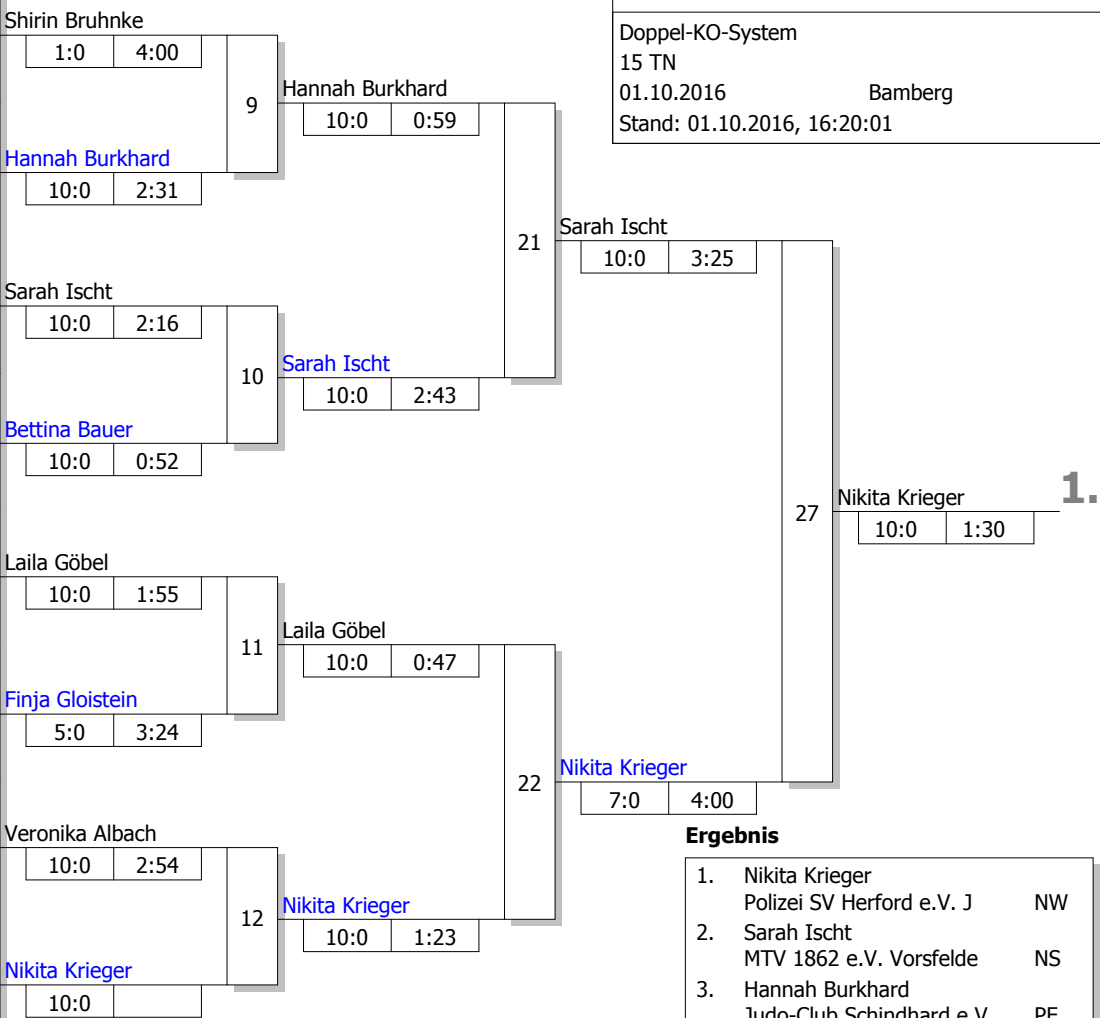 Shirin Bruhnke
1:0 4:00
9
Hannah Burkhard
10:0 2:31
Hannah Burkhard
10:0 0:59
Sarah Ischt
10:0 2:16
10
Bettina Bauer
10:0 0:52
Sarah Ischt
10:0 2:43
21
Sarah Ischt
10:0 3:25
Laila Göbel
10:0 1:55
11
Finja Gloistein
5:0 3:24
Laila Göbel
10:0 0:47
Veronika Albach
10:0 2:54
12
Nikita Krieger
10:0
Nikita Krieger
10:0 1:23
22
Nikita Krieger
7:0 4:00
27
Nikita Krieger
10:0 1:30
1.
Doppel-KO-System
15 TN
01.10.2016 Bamberg
Stand: 01.10.2016, 16:20:01
Ergebnis
1. Nikita Krieger
Polizei SV Herford e.V. J NW
2. Sarah Ischt
MTV 1862 e.V. Vorsfelde NS
3. Hannah Burkhard
Judo-Club Schindhard e.V.